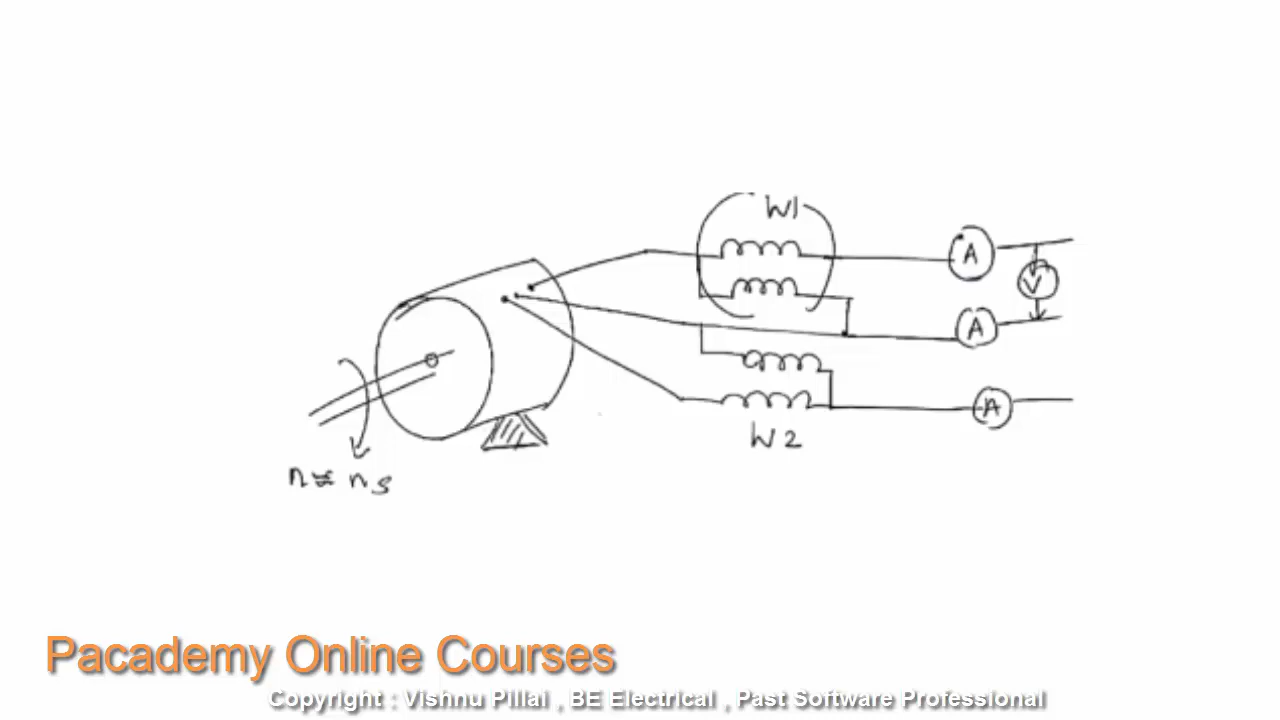 W1
A
V
A
A
W2
n ≈ ns
Pacademy Online Courses
Copyright : Vishnu Pillai , BE Electrical , Past Software Professional